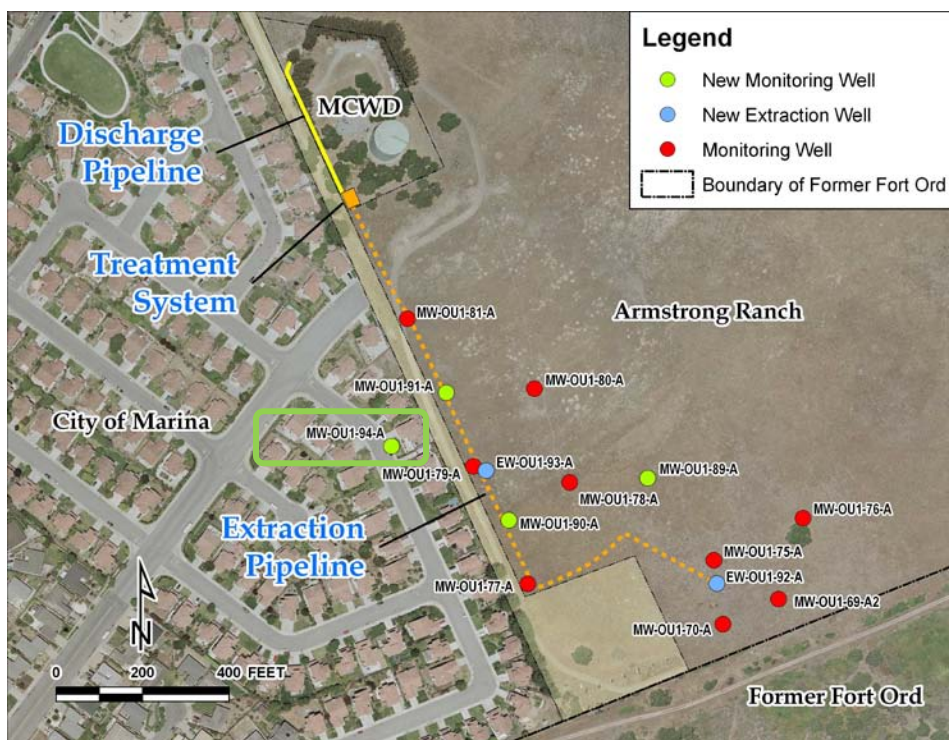 Legend
New Monitoring Well
New Extraction Well
Monitoring Well
Boundary of Former Fort Ord
MCWD
Discharge
Pipeline
Treatment
System
MW-OU1-81-A
Armstrong Ranch
MW-OU1-80-A
MW-OU1-91-A
City of Marina
MW-OU1-94-A
MW-OU1-79-A
EW-OU1-93-A
MW-OU1-89-A
MW-OU1-78-A
MW-OU1-76-A
Extraction
Pipeline
MW-OU1-90-A
MW-OU1-75-A
MW-OU1-77-A
EW-OU1-92-A
MW-OU1-69-A2
MW-OU1-70-A
N
0 200 400 FEET
Former Fort Ord